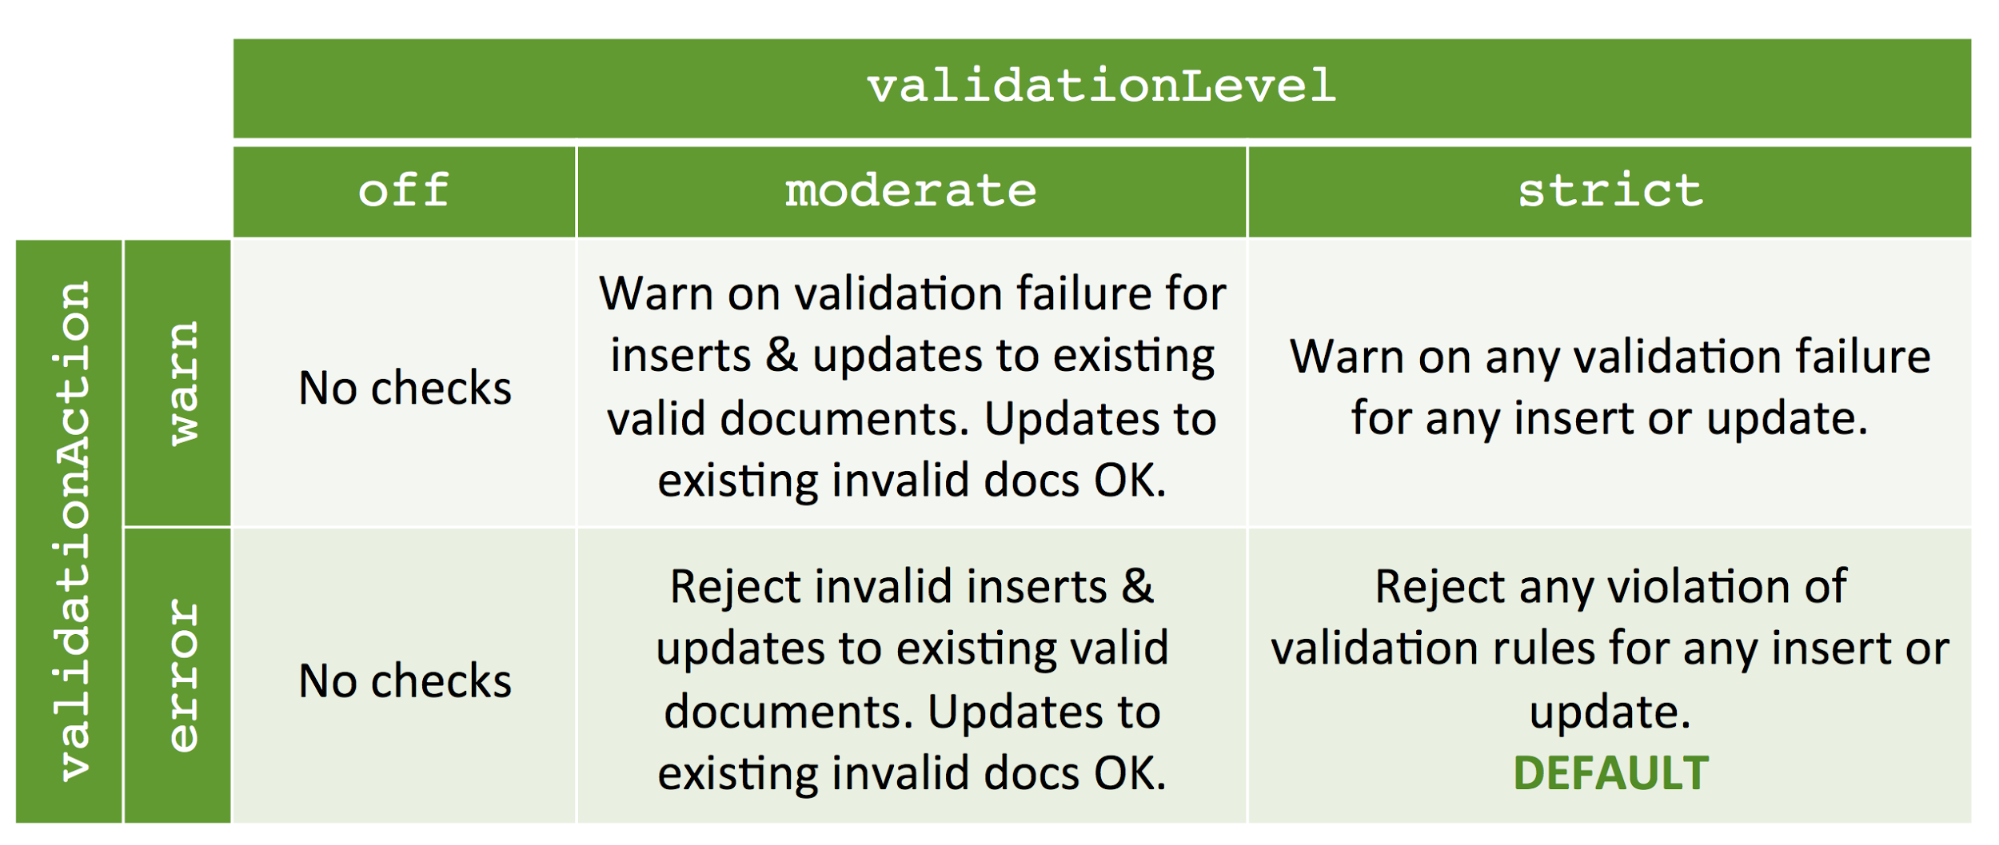 validationLevel
off
moderate
strict
validationAction
warn
No checks
Warn on validation failure for
inserts & updates to existing
valid documents. Updates to
existing invalid docs OK.
Warn on any validation failure
for any insert or update.
error
No checks
Reject invalid inserts &
updates to existing valid
documents. Updates to
existing invalid docs OK.
Reject any violation of
validation rules for any insert or
update.
DEFAULT